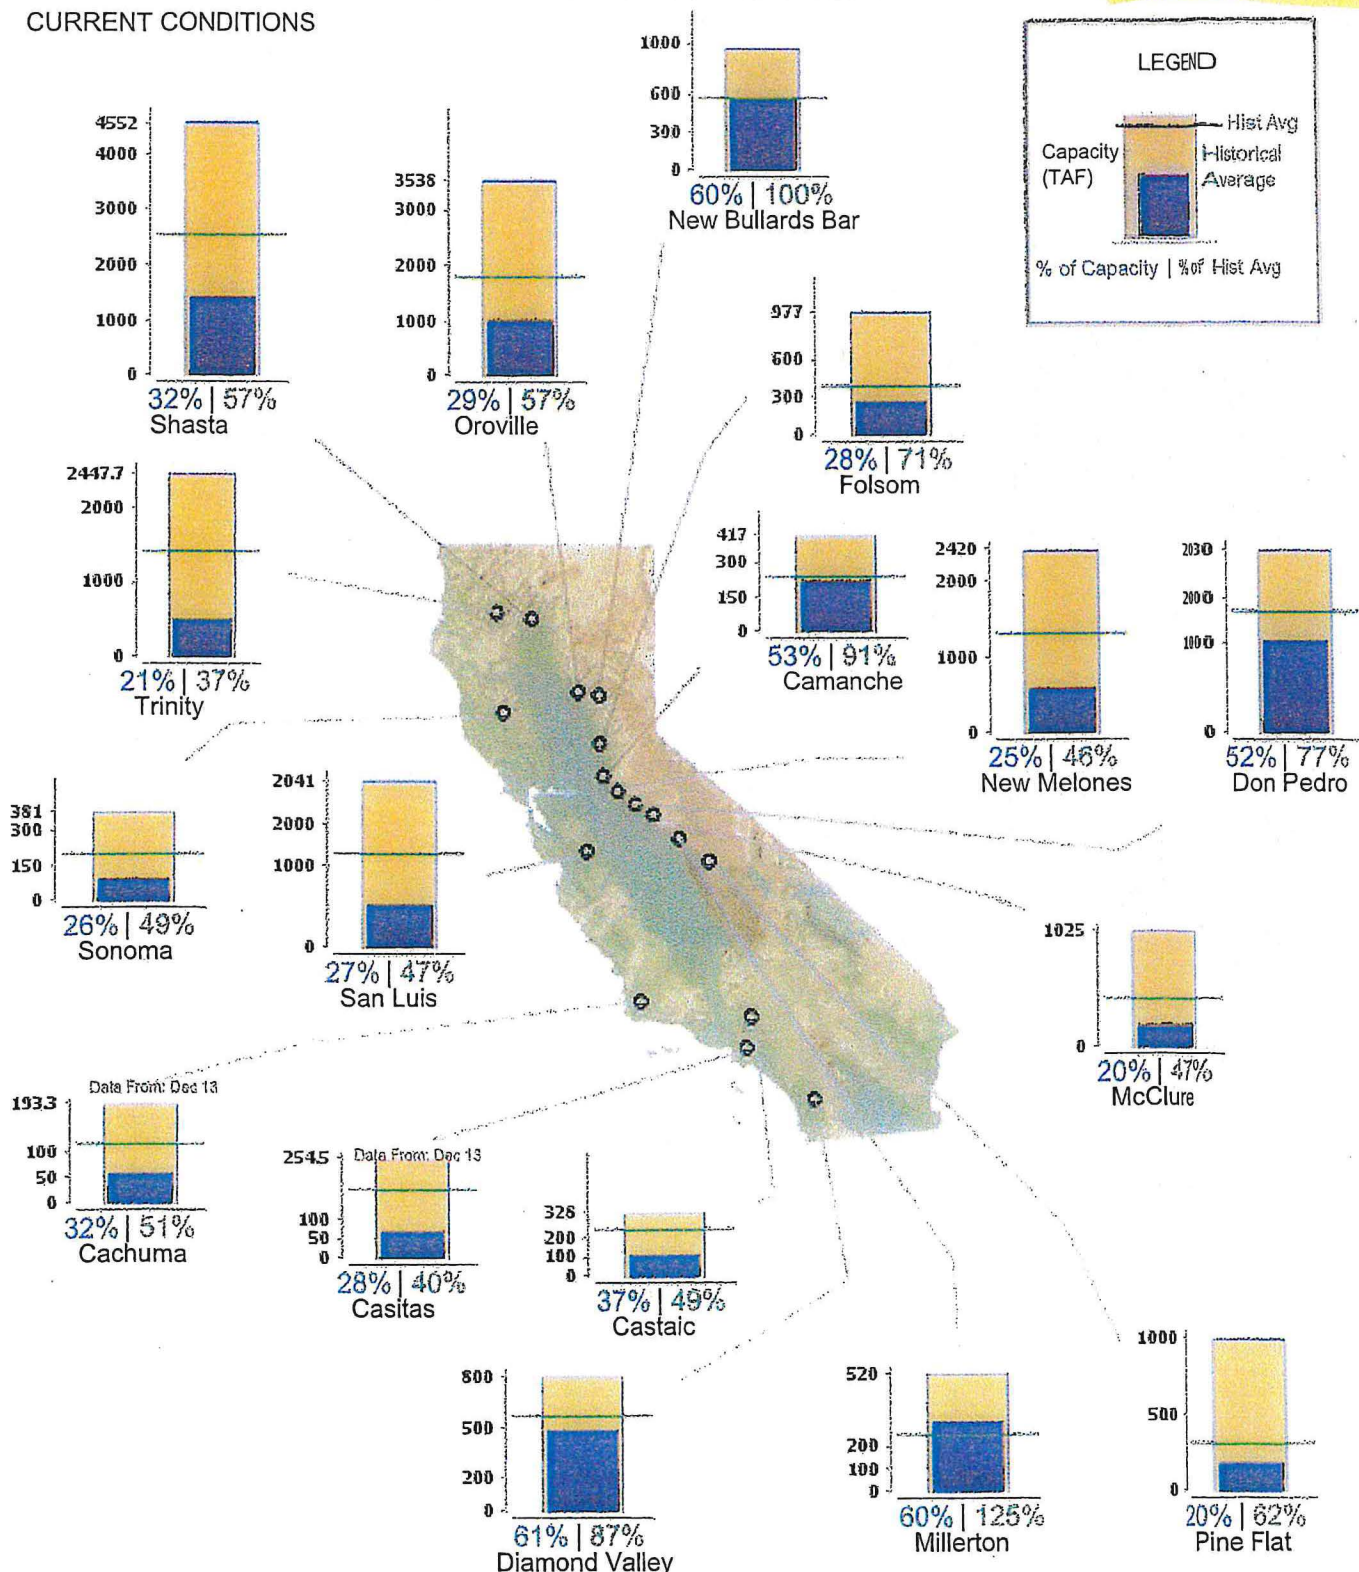 CURRENT CONDITIONS
LEGEND
Hist Avg
Capacity
(TAF)
Historical
Average
% of Capacity | % of Hist Avg
1000
600
300
0
60% | 100%
New Bullards Bar
4552
4000
3000
2000
1000
0
32% | 57%
Shasta
3538
3000
2000
1000
0
29% | 57%
Oroville
977
600
300
0
28% | 71%
Folsom
2447.7
2000
1000
0
21% | 37%
Trinity
417
300
150
0
53% | 91%
Camanche
2420
2000
1000
0
25% | 46%
New Melones
2030
2000
1000
0
52% | 77%
Don Pedro
381
300
150
0
26% | 49%
Sonoma
2041
2000
1000
0
27% | 47%
San Luis
1025
0
20% | 47%
McClure
Data From: Dec 13
193.3
100
50
0
32% | 51%
Cachuma
Data From: Dec 13
254.5
100
50
0
28% | 40%
Casitas
328
200
100
0
37% | 49%
Castaic
800
500
200
0
61% | 87%
Diamond Valley
520
200
100
0
60% | 125%
Millerton
1000
500
0
20% | 62%
Pine Flat